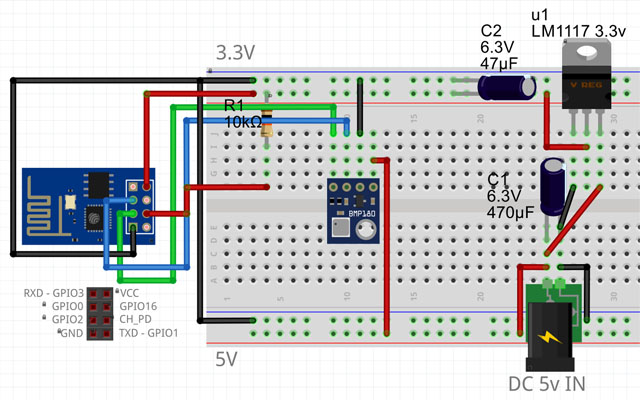 u1
LM1117 3.3v
C2
6.3V
47µF
3.3V
V REG
R1
10kΩ
C1
6.3V
470µF
BMP180
RXD - GPIO3
VCC
GPIO0
GPIO16
GPIO2
CH_PD
GND
TXD - GPIO1
5V
DC 5v IN